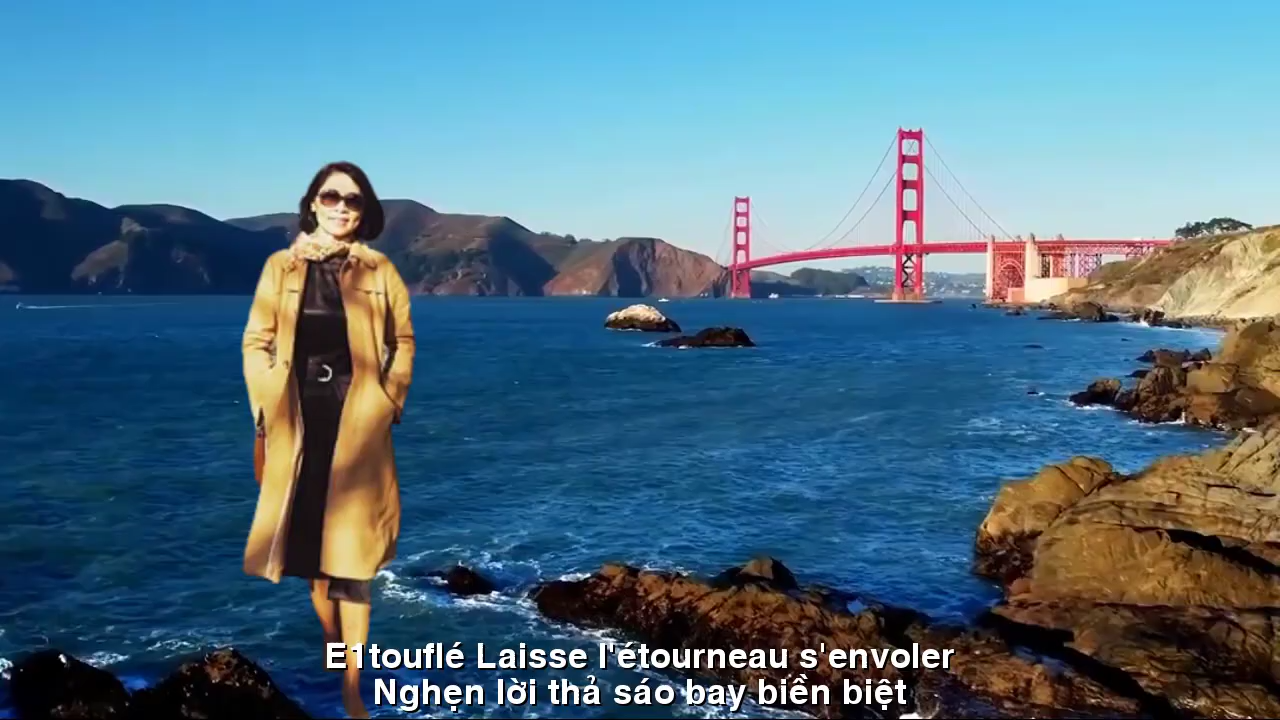 E1touflé Laisse l'étourneau s'envoler
Nghẹn lời thả sáo bay biền biệt